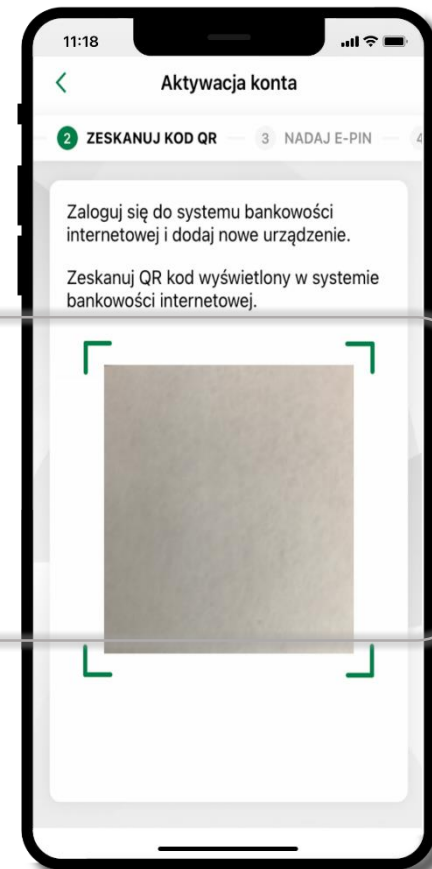 11:18
Aktywacja konta
2 ZESKANUJ KOD QR 3 NADAJ E-PIN 4
Zaloguj się do systemu bankowości
internetowej i dodaj nowe urządzenie.
Zeskanuj QR kod wyświetlony w systemie
bankowości internetowej.